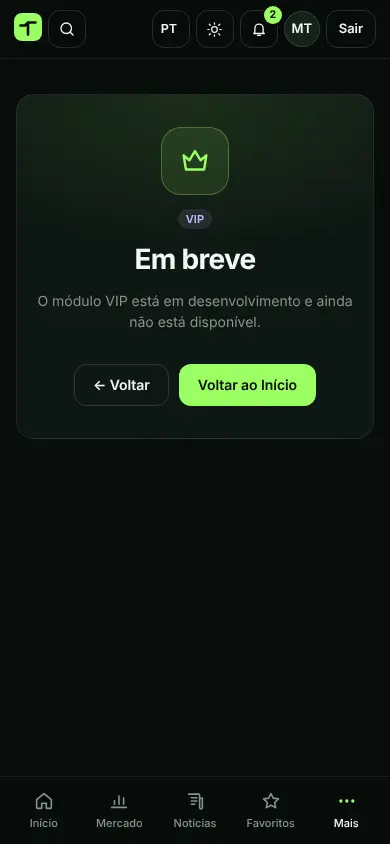 PT
2
MT
Sair
VIP
Em breve
O módulo VIP está em desenvolvimento e ainda
não está disponível.
← Voltar
Voltar ao Início
Início
Mercado
Notícias
Favoritos
Mais